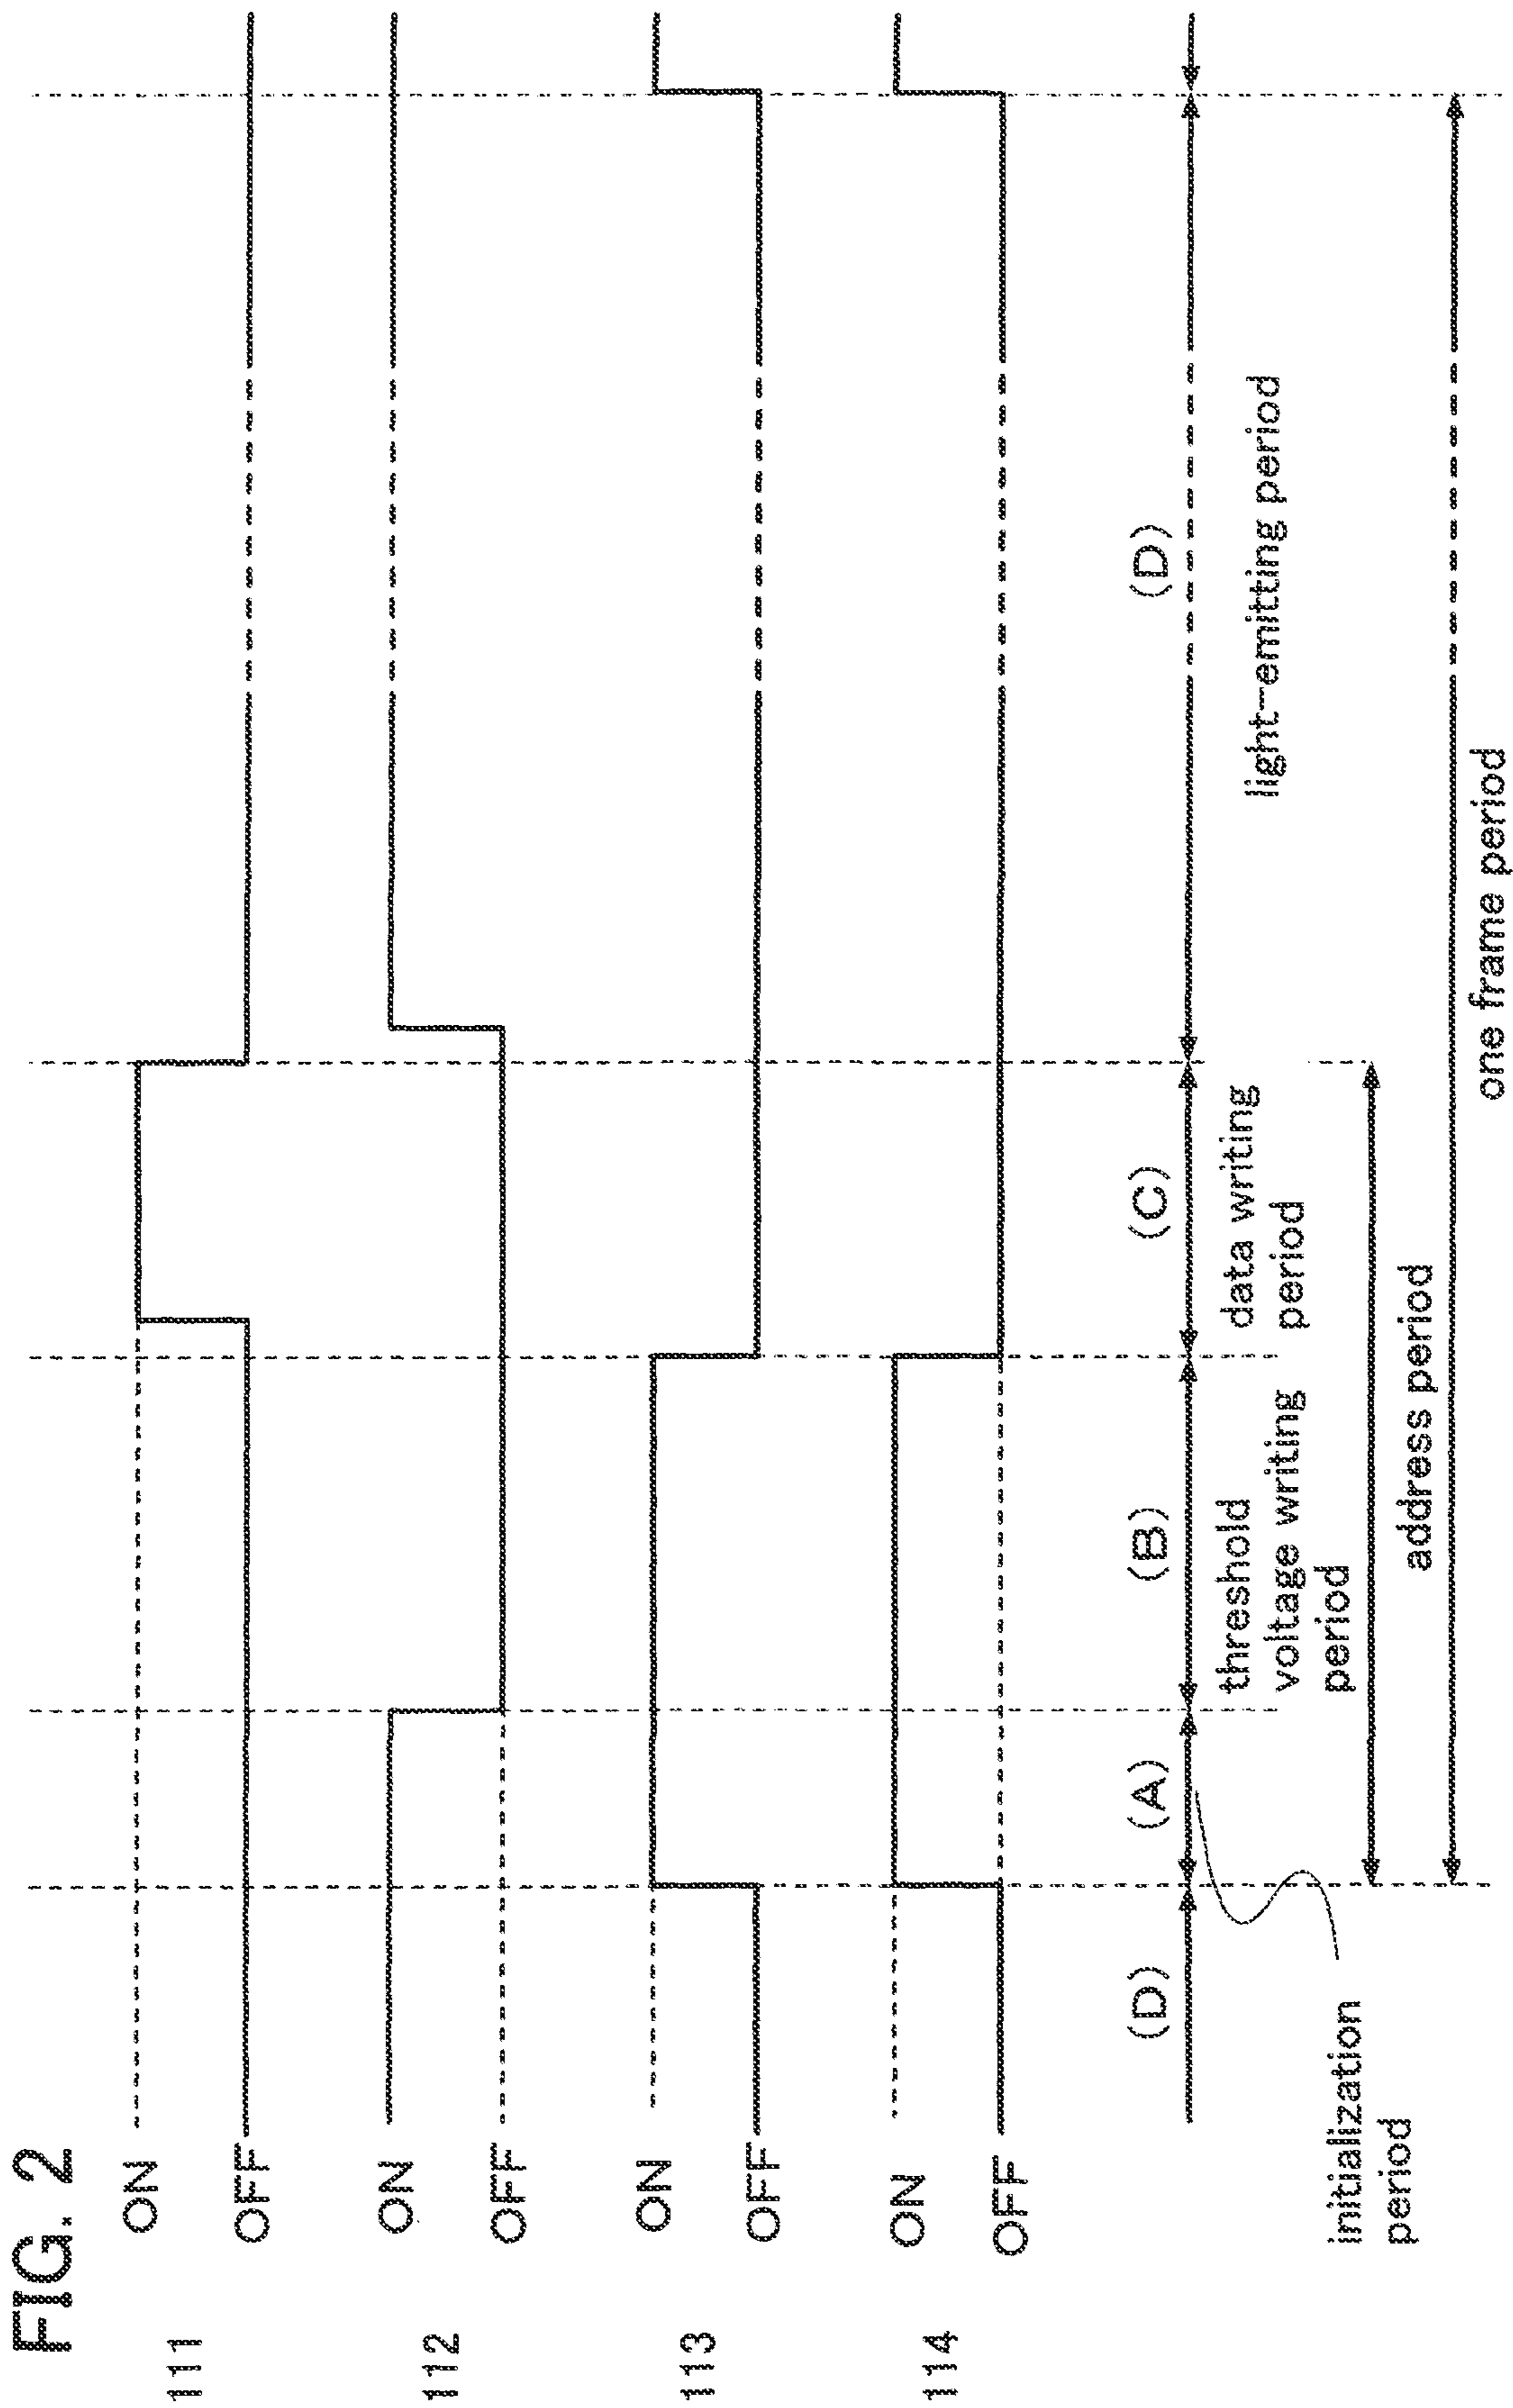 FIG. 2
111
ON
OFF
112
ON
OFF
113
ON
OFF
114
ON
OFF
(D)
(A)
(B)
(C)
(D)
initialization
period
threshold
voltage writing
period
data writing
period
light-emitting period
address period
one frame period